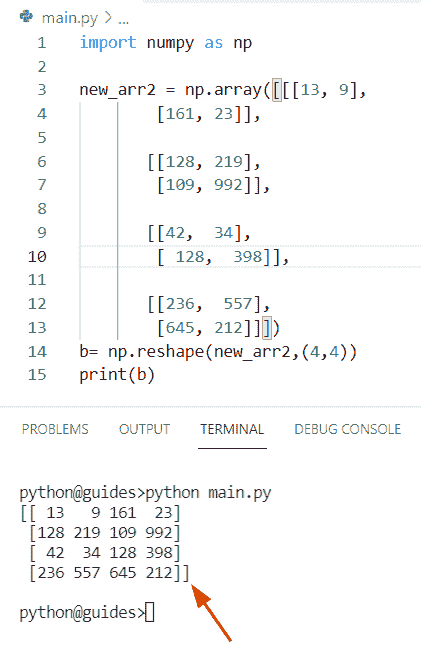 main.py > ...
1 import numpy as np
2
3 new_arr2 = np.array([[[13, 9],
4 [161, 23]],
5
6 [[128, 219],
7 [109, 992]],
8
9 [[42,  34],
10 [ 128,  398]],
11
12 [[236,  557],
13 [645, 212]]])
14 b= np.reshape(new_arr2,(4,4))
15 print(b)
PROBLEMS OUTPUT TERMINAL DEBUG CONSOLE
python@guides>python main.py
[[ 13   9 161  23]
 [128 219 109 992]
 [ 42  34 128 398]
 [236 557 645 212]]
python@guides>